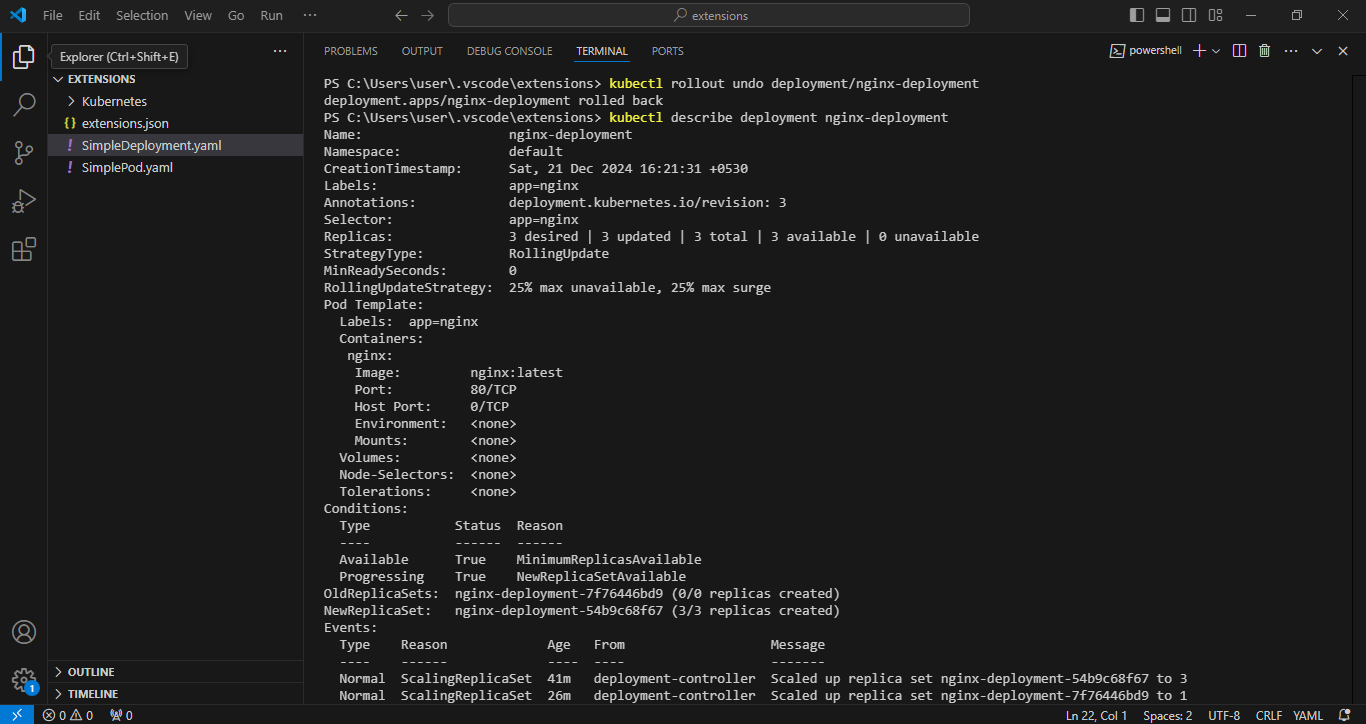 File Edit Selection View Go Run ··· ← → extensions
Explorer (Ctrl+Shift+E)
···
PROBLEMS OUTPUT DEBUG CONSOLE TERMINAL PORTS
powershell
EXTENSIONS
Kubernetes
{} extensions.json
! SimpleDeployment.yaml
! SimplePod.yaml
OUTLINE
TIMELINE
1
PS C:\Users\user\.vscode\extensions> kubectl rollout undo deployment/nginx-deployment
deployment.apps/nginx-deployment rolled back
PS C:\Users\user\.vscode\extensions> kubectl describe deployment nginx-deployment
Name: nginx-deployment
Namespace: default
CreationTimestamp: Sat, 21 Dec 2024 16:21:31 +0530
Labels: app=nginx
Annotations: deployment.kubernetes.io/revision: 3
Selector: app=nginx
Replicas: 3 desired | 3 updated | 3 total | 3 available | 0 unavailable
StrategyType: RollingUpdate
MinReadySeconds: 0
RollingUpdateStrategy: 25% max unavailable, 25% max surge
Pod Template:
Labels: app=nginx
Containers:
nginx:
Image: nginx:latest
Port: 80/TCP
Host Port: 0/TCP
Environment: <none>
Mounts: <none>
Volumes: <none>
Node-Selectors: <none>
Tolerations: <none>
Conditions:
Type Status Reason
---- ------ ------
Available True MinimumReplicasAvailable
Progressing True NewReplicaSetAvailable
OldReplicaSets: nginx-deployment-7f76446bd9 (0/0 replicas created)
NewReplicaSet: nginx-deployment-54b9c68f67 (3/3 replicas created)
Events:
Type Reason Age From Message
---- ------ ---- ---- -------
Normal ScalingReplicaSet 41m deployment-controller Scaled up replica set nginx-deployment-54b9c68f67 to 3
Normal ScalingReplicaSet 26m deployment-controller Scaled up replica set nginx-deployment-7f76446bd9 to 1
0 0 0 Ln 22, Col 1 Spaces: 2 UTF-8 CRLF YAML